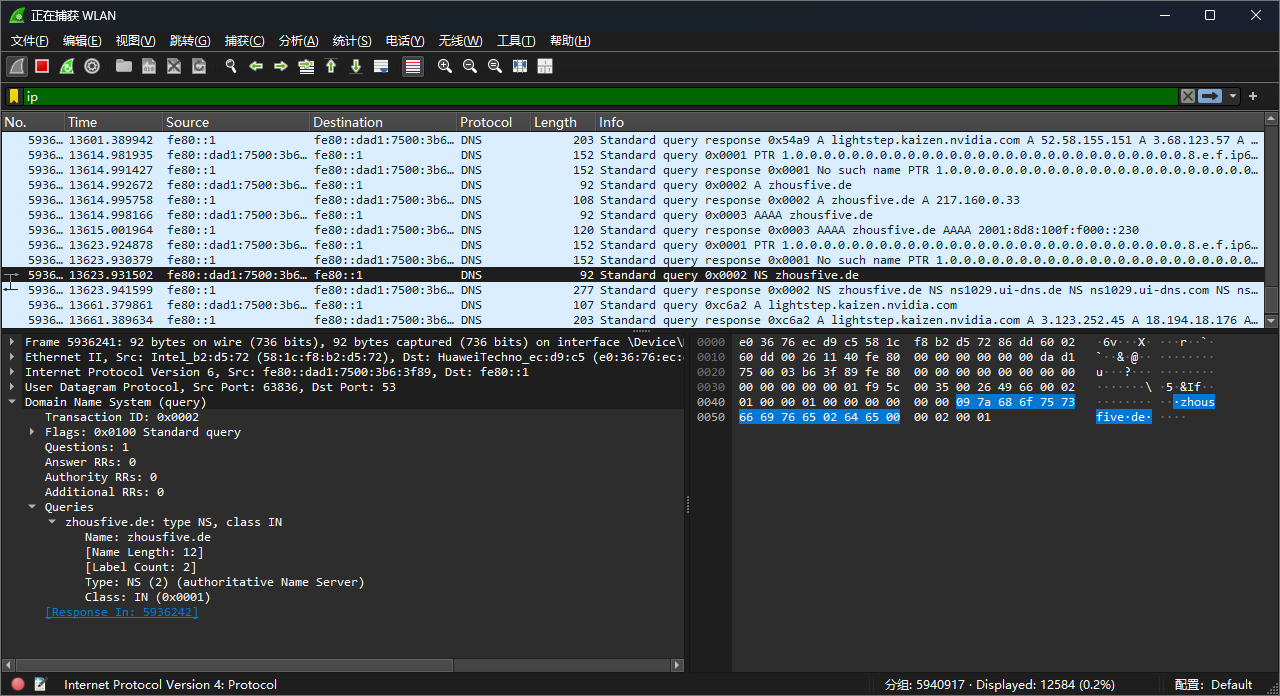 正在捕获 WLAN
文件(F) 编辑(E) 视图(V) 跳转(G) 捕获(C) 分析(A) 统计(S) 电话(Y) 无线(W) 工具(T) 帮助(H)
ip
No. Time Source Destination Protocol Length Info
5936… 13601.389942 fe80::1 fe80::dad1:7500:3b6… DNS 203 Standard query response 0x54a9 A lightstep.kaizen.nvidia.com A 52.58.155.151 A 3.68.123.57 A …
5936… 13614.981935 fe80::dad1:7500:3b6… fe80::1 DNS 152 Standard query 0x0001 PTR 1.0.0.0.0.0.0.0.0.0.0.0.0.0.0.0.0.0.0.0.0.0.0.0.0.0.0.0.0.8.e.f.ip6…
5936… 13614.991427 fe80::1 fe80::dad1:7500:3b6… DNS 152 Standard query response 0x0001 No such name PTR 1.0.0.0.0.0.0.0.0.0.0.0.0.0.0.0.0.0.0.0.0.0.0…
5936… 13614.992672 fe80::dad1:7500:3b6… fe80::1 DNS 92 Standard query 0x0002 A zhousfive.de
5936… 13614.995758 fe80::1 fe80::dad1:7500:3b6… DNS 108 Standard query response 0x0002 A zhousfive.de A 217.160.0.33
5936… 13614.998166 fe80::dad1:7500:3b6… fe80::1 DNS 92 Standard query 0x0003 AAAA zhousfive.de
5936… 13615.001964 fe80::1 fe80::dad1:7500:3b6… DNS 120 Standard query response 0x0003 AAAA zhousfive.de AAAA 2001:8d8:100f:f000::230
5936… 13623.924878 fe80::dad1:7500:3b6… fe80::1 DNS 152 Standard query 0x0001 PTR 1.0.0.0.0.0.0.0.0.0.0.0.0.0.0.0.0.0.0.0.0.0.0.0.0.0.0.0.0.8.e.f.ip6…
5936… 13623.930379 fe80::1 fe80::dad1:7500:3b6… DNS 152 Standard query response 0x0001 No such name PTR 1.0.0.0.0.0.0.0.0.0.0.0.0.0.0.0.0.0.0.0.0.0.0…
5936… 13623.931502 fe80::dad1:7500:3b6… fe80::1 DNS 92 Standard query 0x0002 NS zhousfive.de
5936… 13623.941599 fe80::1 fe80::dad1:7500:3b6… DNS 277 Standard query response 0x0002 NS zhousfive.de NS ns1029.ui-dns.de NS ns1029.ui-dns.com NS ns…
5936… 13661.379861 fe80::dad1:7500:3b6… fe80::1 DNS 107 Standard query 0xc6a2 A lightstep.kaizen.nvidia.com
5936… 13661.389634 fe80::1 fe80::dad1:7500:3b6… DNS 203 Standard query response 0xc6a2 A lightstep.kaizen.nvidia.com A 3.123.252.45 A 18.194.18.176 A…
Frame 5936241: 92 bytes on wire (736 bits), 92 bytes captured (736 bits) on interface \Device\
Ethernet II, Src: Intel_b2:d5:72 (58:1c:f8:b2:d5:72), Dst: HuaweiTechno_ec:d9:c5 (e0:36:76:ec:
Internet Protocol Version 6, Src: fe80::dad1:7500:3b6:3f89, Dst: fe80::1
User Datagram Protocol, Src Port: 63836, Dst Port: 53
Domain Name System (query)
Transaction ID: 0x0002
Flags: 0x0100 Standard query
Questions: 1
Answer RRs: 0
Authority RRs: 0
Additional RRs: 0
Queries
zhousfive.de: type NS, class IN
Name: zhousfive.de
[Name Length: 12]
[Label Count: 2]
Type: NS (2) (authoritative Name Server)
Class: IN (0x0001)
[Response In: 5936242]
0000 e0 36 76 ec d9 c5 58 1c f8 b2 d5 72 86 dd 60 02 ·6v···X· ···r··`·
0010 60 dd 00 26 11 40 fe 80 00 00 00 00 00 00 da d1 `··&·@·· ········
0020 75 00 03 b6 3f 89 fe 80 00 00 00 00 00 00 00 00 u···?··· ········
0030 00 00 00 00 00 01 f9 5c 00 35 00 26 49 66 00 02 ·······\ ·5·&If··
0040 01 00 00 01 00 00 00 00 00 00 09 7a 68 6f 75 73 ········ ···zhous
0050 66 69 76 65 02 64 65 00 00 02 00 01 five·de· ····
Internet Protocol Version 4: Protocol
分组: 5940917 · Displayed: 12584 (0.2%)
配置: Default